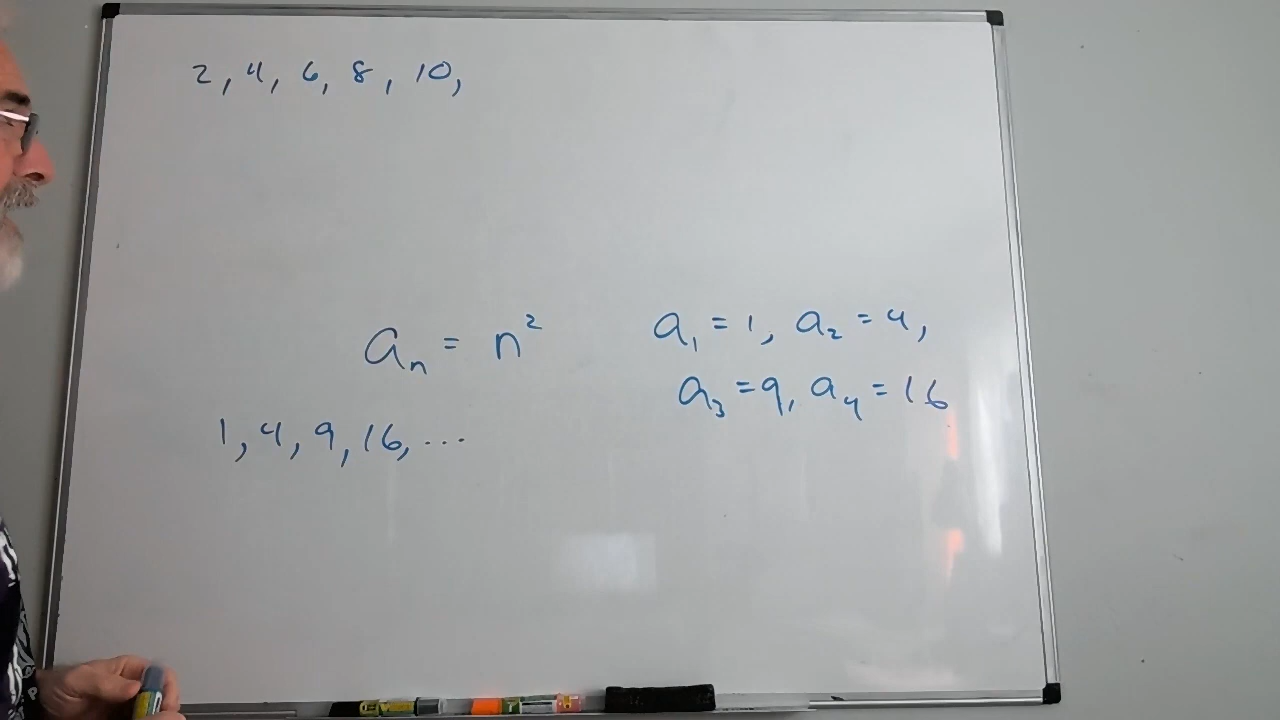 2, 4, 6, 8, 10,
aₙ = n²
a₁ = 1, a₂ = 4,
a₃ = 9, a₄ = 16
1, 4, 9, 16, ...